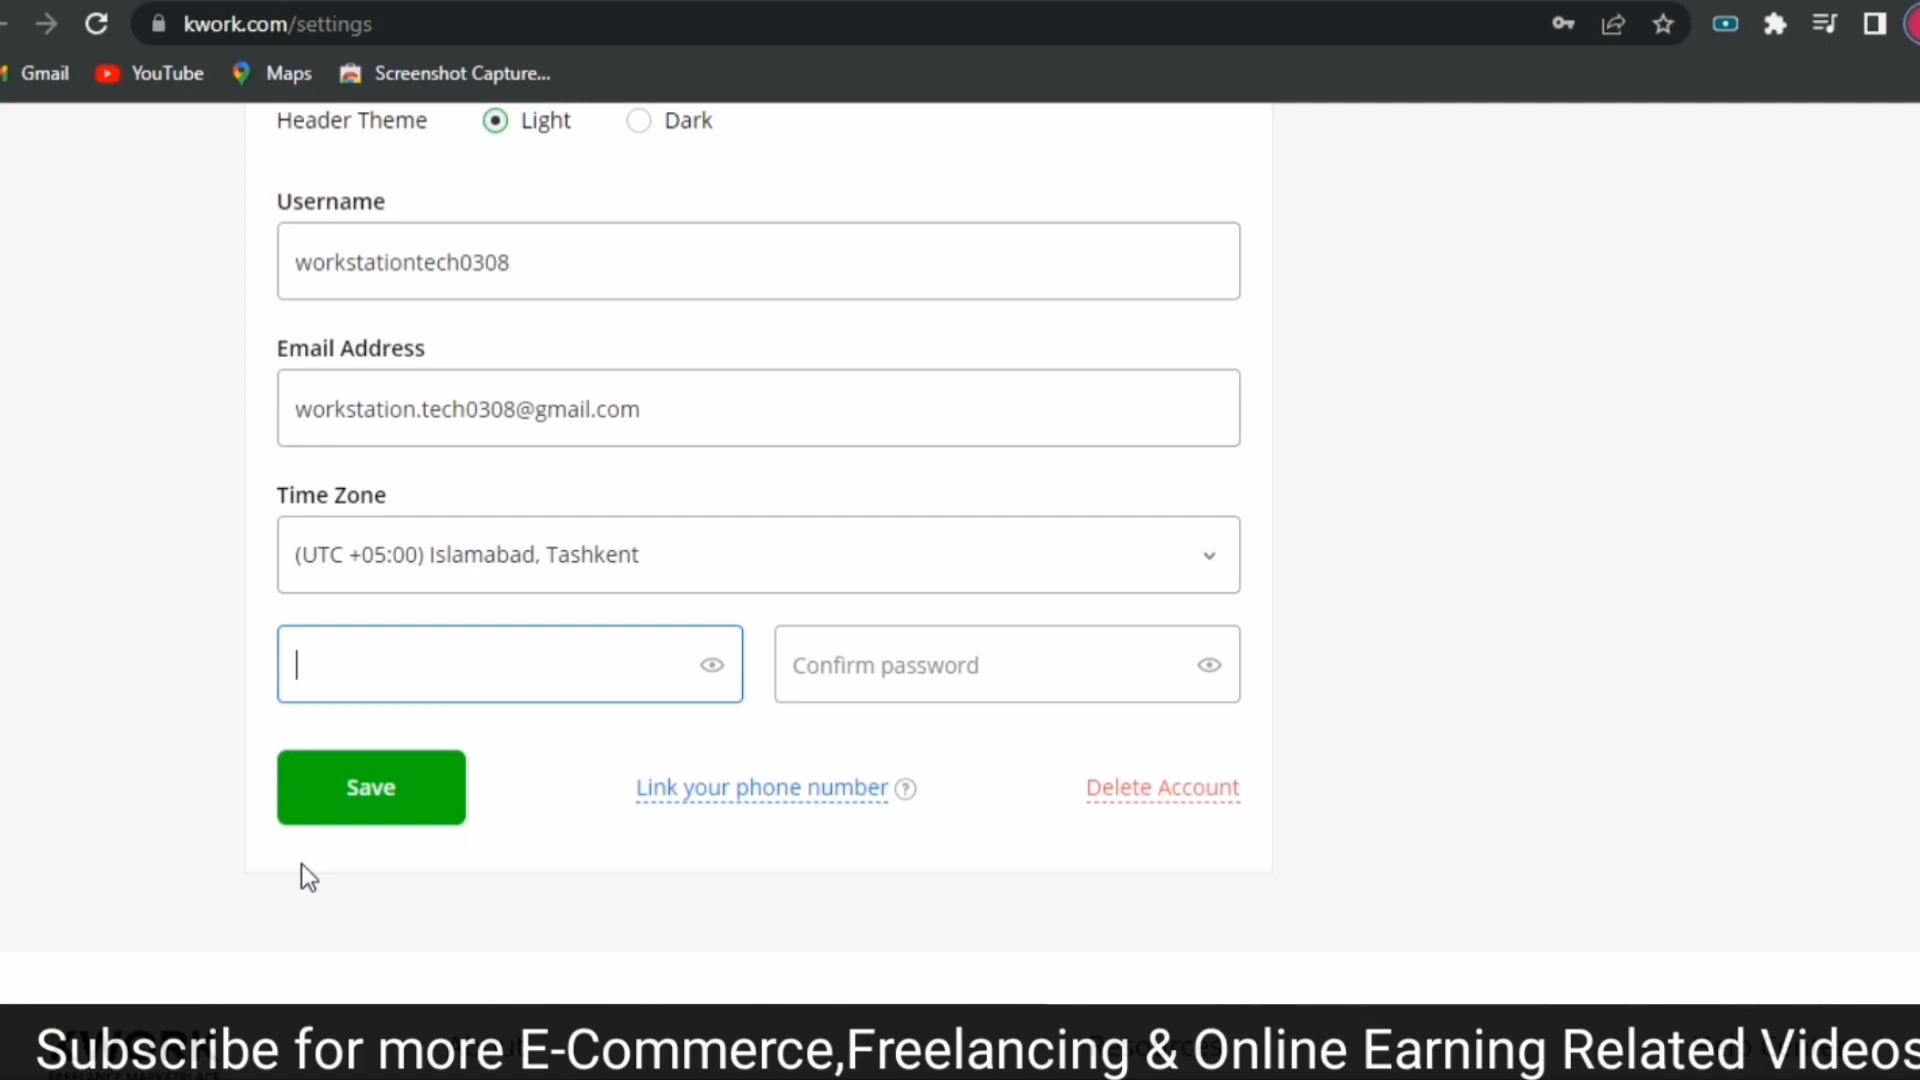 kwork.com/settings
Gmail YouTube Maps Screenshot Capture...
Header Theme Light Dark
Username
workstationtech0308
Email Address
workstation.tech0308@gmail.com
Time Zone
(UTC +05:00) Islamabad, Tashkent
Confirm password
Save Link your phone number ? Delete Account
Subscribe for more E-Commerce,Freelancing & Online Earning Related Videos